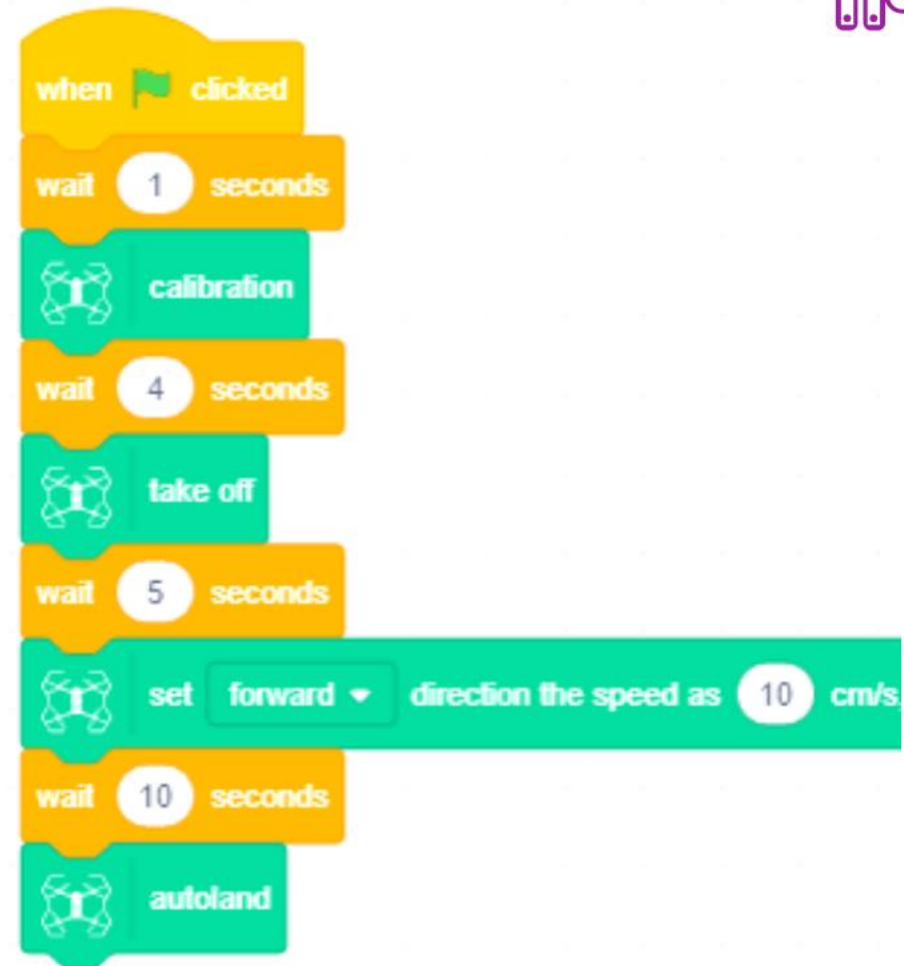 when clicked
wait 1 seconds
calibration
wait 4 seconds
take off
wait 5 seconds
set forward direction the speed as 10 cm/s.
wait 10 seconds
autoland